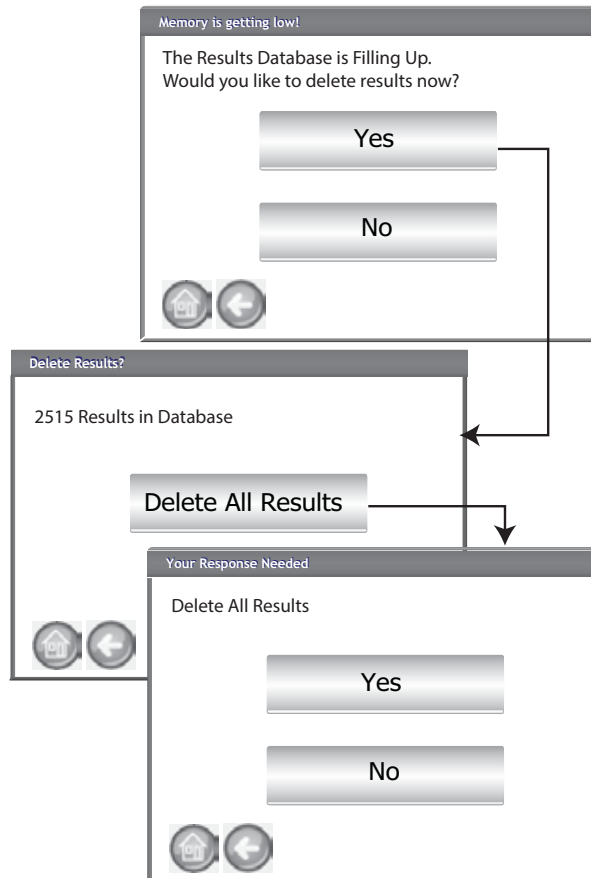 Memory is getting low!
The Results Database is Filling Up.
Would you like to delete results now?
Yes
No
Delete Results?
2515 Results in Database
Delete All Results
Your Response Needed
Delete All Results
Yes
No